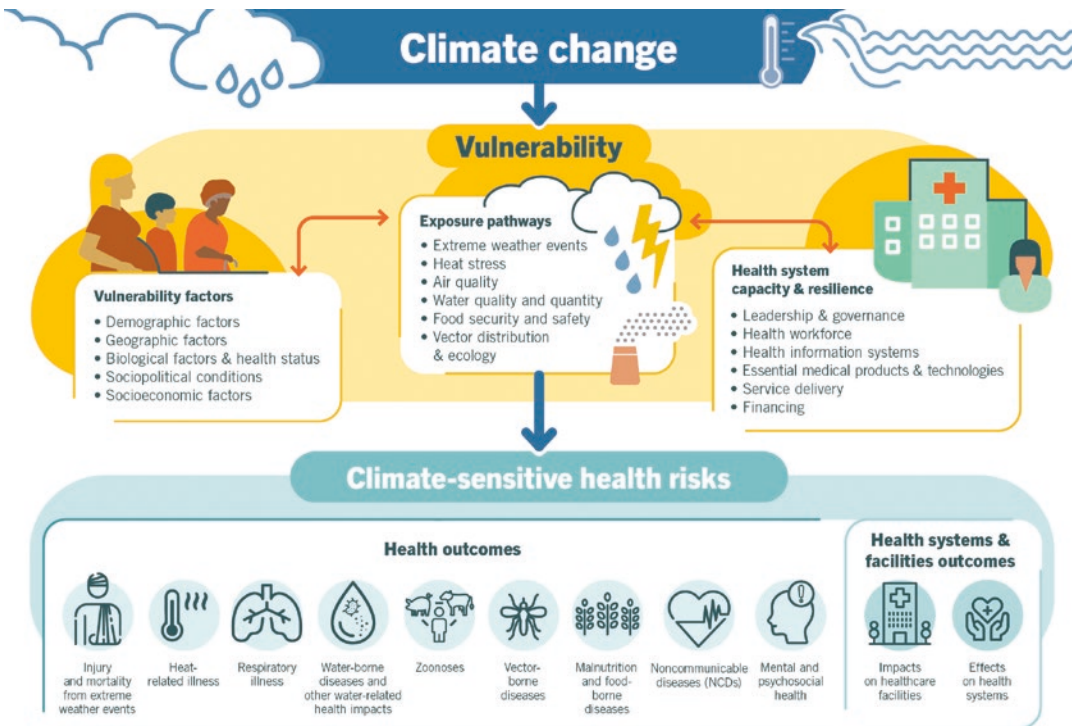 Climate change
Vulnerability
Vulnerability factors
• Demographic factors
• Geographic factors
• Biological factors & health status
• Sociopolitical conditions
• Socioeconomic factors
Exposure pathways
• Extreme weather events
• Heat stress
• Air quality
• Water quality and quantity
• Food security and safety
• Vector distribution
& ecology
Health system
capacity & resilience
• Leadership & governance
• Health workforce
• Health information systems
• Essential medical products & technologies
• Service delivery
• Financing
Climate-sensitive health risks
Health outcomes
Injury
and mortality
from extreme
weather events
Heat-
related illness
Respiratory
illness
Water-borne
diseases and
other water-related
health impacts
Zoonoses
Vector-
borne
diseases
Malnutrition
and food-
borne
diseases
Noncommunicable
diseases (NCDs)
Mental and
psychosocial
health
Health systems &
facilities outcomes
Impacts
on healthcare
facilities
Effects
on health
systems